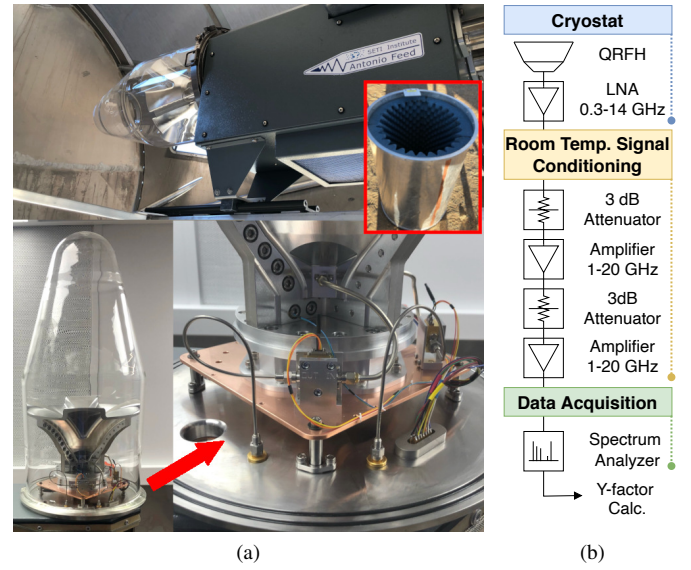 SETI Institute
Antonio Feed
(a)
Cryostat
QRFH
LNA
0.3-14 GHz
Room Temp. Signal
Conditioning
3 dB
Attenuator
Amplifier
1-20 GHz
3dB
Attenuator
Amplifier
1-20 GHz
Data Acquisition
Spectrum
Analyzer
Y-factor
Calc.
(b)